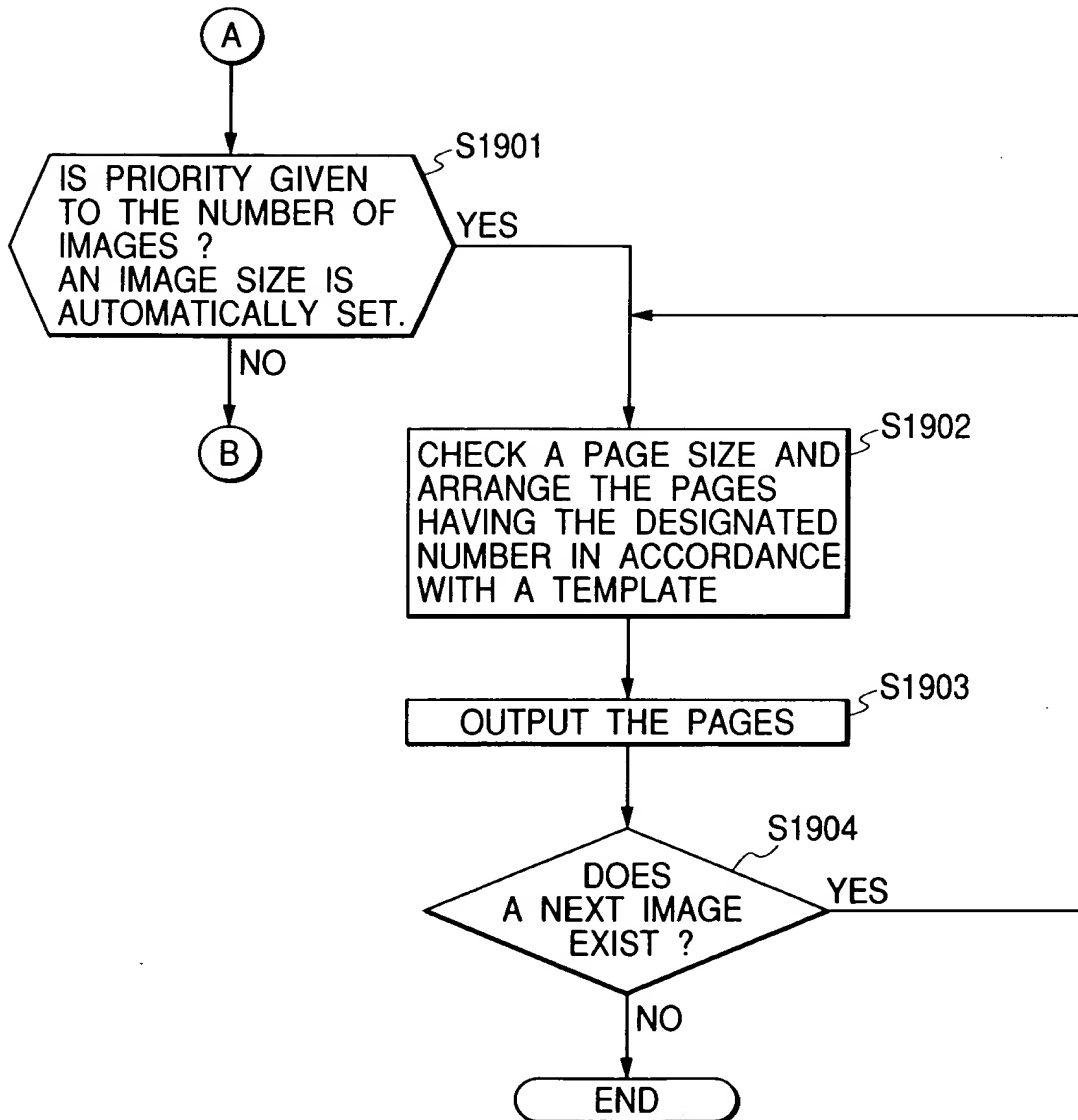 A
S1901
IS PRIORITY GIVEN
TO THE NUMBER OF
IMAGES ?
AN IMAGE SIZE IS
AUTOMATICALLY SET.
YES
NO
B
S1902
CHECK A PAGE SIZE AND
ARRANGE THE PAGES
HAVING THE DESIGNATED
NUMBER IN ACCORDANCE
WITH A TEMPLATE
S1903
OUTPUT THE PAGES
S1904
DOES
A NEXT IMAGE
EXIST ?
YES
NO
END